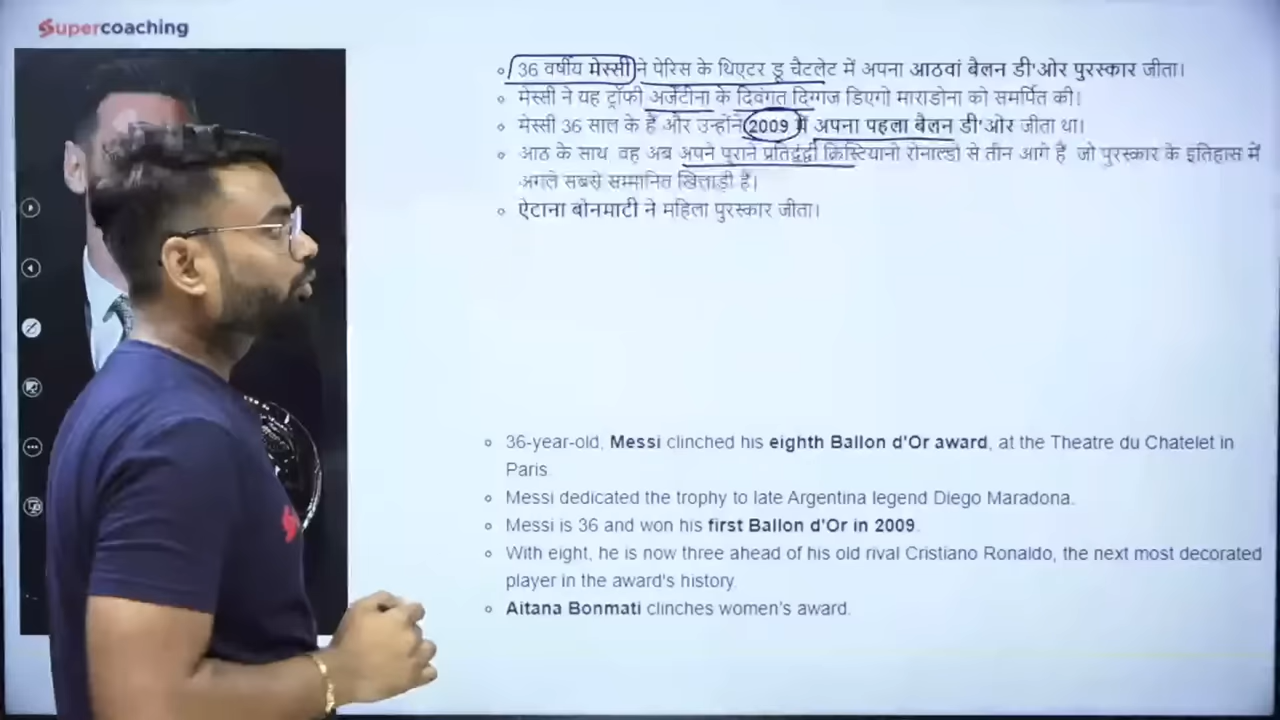 Supercoaching
36 वर्षीय मेस्सी ने पेरिस के थिएटर डू चैटलेट में अपना आठवां बैलन डी'ओर पुरस्कार जीता।
मेस्सी ने यह ट्रॉफी अर्जेंटीना के दिवंगत दिग्गज डिएगो माराडोना को समर्पित की।
मेस्सी 36 साल के हैं और उन्होंने 2009 में अपना पहला बैलन डी'ओर जीता था।
आठ के साथ वह अब अपने पुराने प्रतिद्वंद्वी क्रिस्टियानो रोनाल्डो से तीन आगे हैं जो पुरस्कार के इतिहास में
अगले सबसे सम्मानित खिलाड़ी हैं।
ऐटाना बोनमाटी ने महिला पुरस्कार जीता।
36-year-old, Messi clinched his eighth Ballon d'Or award, at the Theatre du Chatelet in
Paris.
Messi dedicated the trophy to late Argentina legend Diego Maradona.
Messi is 36 and won his first Ballon d'Or in 2009.
With eight, he is now three ahead of his old rival Cristiano Ronaldo, the next most decorated
player in the award's history.
Aitana Bonmati clinches women's award.